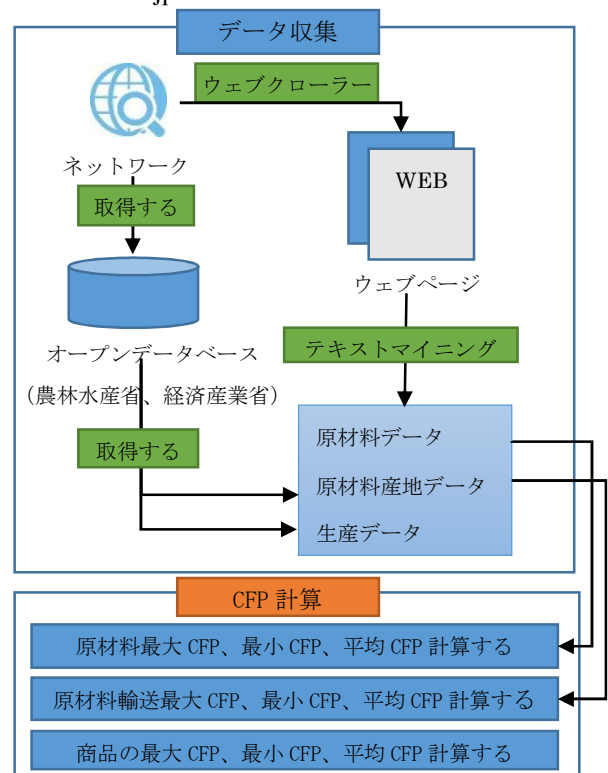 jp
データ収集
ウェブクローラー
ネットワーク
WEB
取得する
ウェブページ
オープンデータベース
テキストマイニング
（農林水産省、経済産業省）
原材料データ
取得する
原材料産地データ
生産データ
CFP 計算
原材料最大 CFP、最小 CFP、平均 CFP 計算する
原材料輸送最大 CFP、最小 CFP、平均 CFP 計算する
商品の最大 CFP、最小 CFP、平均 CFP 計算する